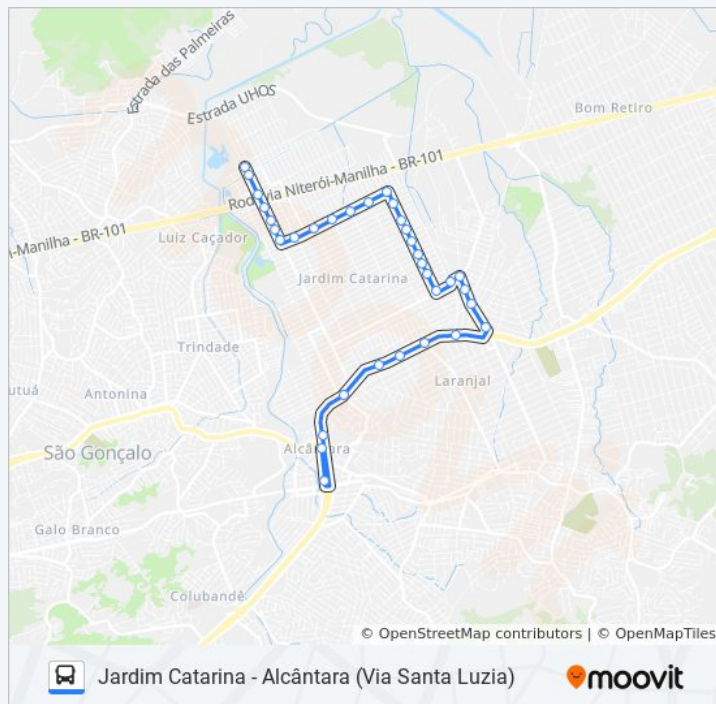 Estrada das Palmeiras
Estrada UHOS
Bom Retiro
Rodovia Niterói-Manilha - BR-101
i-Manilha - BR-101
Luiz Caçador
Jardim Catarina
Trindade
Laranjal
utuá
Antonina
São Gonçalo
Alcântara
Galo Branco
Colubandê
© OpenStreetMap contributors | © OpenMapTiles
Jardim Catarina - Alcântara (Via Santa Luzia)
moovit